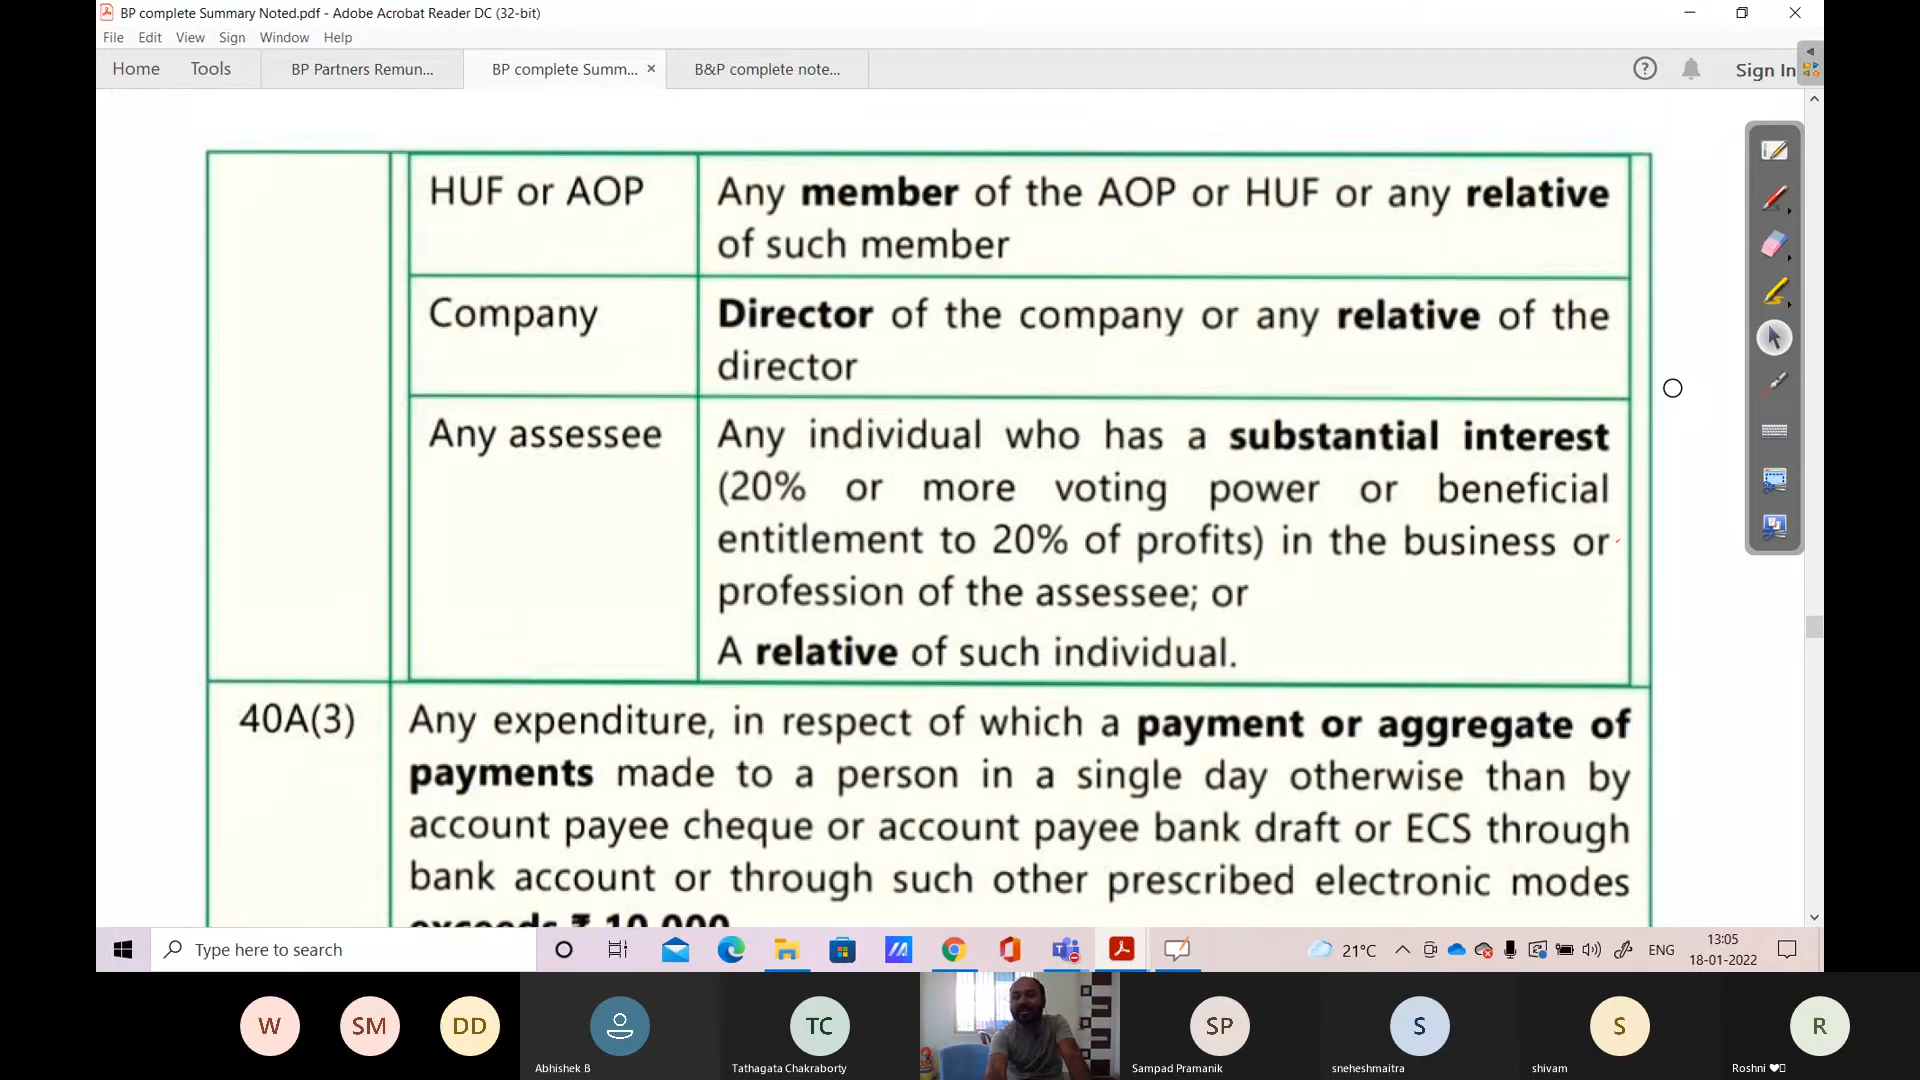 BP complete Summary Noted.pdf - Adobe Acrobat Reader DC (32-bit)
File Edit View Sign Window Help
Home Tools BP Partners Remun... BP complete Summ... B&P complete note... Sign In
HUF or AOP
Any member of the AOP or HUF or any relative
of such member
Company
Director of the company or any relative of the
director
Any assessee
Any individual who has a substantial interest
(20% or more voting power or beneficial
entitlement to 20% of profits) in the business or
profession of the assessee; or
A relative of such individual.
40A(3)
Any expenditure, in respect of which a payment or aggregate of
payments made to a person in a single day otherwise than by
account payee cheque or account payee bank draft or ECS through
bank account or through such other prescribed electronic modes
exceeds ₹ 10,000
Type here to search
21°C
ENG
13:05
18-01-2022
W SM DD TC SP S S R
Abhishek B
Tathagata Chakraborty
Sampad Pramanik
sneheshmaitra
shivam
Roshni ❤